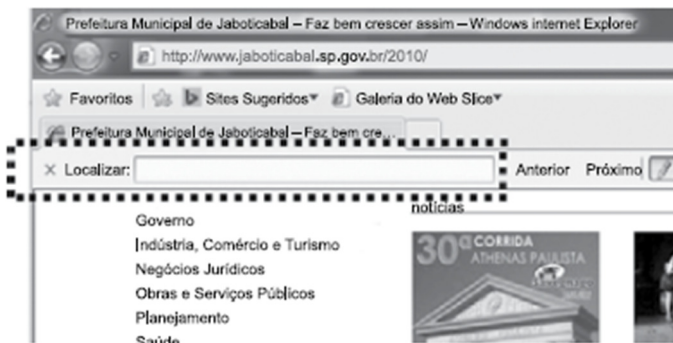 Prefeitura Municipal de Jaboticabal – Faz bem crescer assim – Windows internet Explorer
http://www.jaboticabal.sp.gov.br/2010/
Favoritos Sites Sugeridos Galeria do Web Slice
Prefeitura Municipal de Jaboticabal – Faz bem cre...
× Localizar: Anterior Próximo
notícias
Governo
Indústria, Comércio e Turismo
Negócios Jurídicos
Obras e Serviços Públicos
Planejamento
Saúde
30ª CORRIDA
ATHENAS PAULISTA